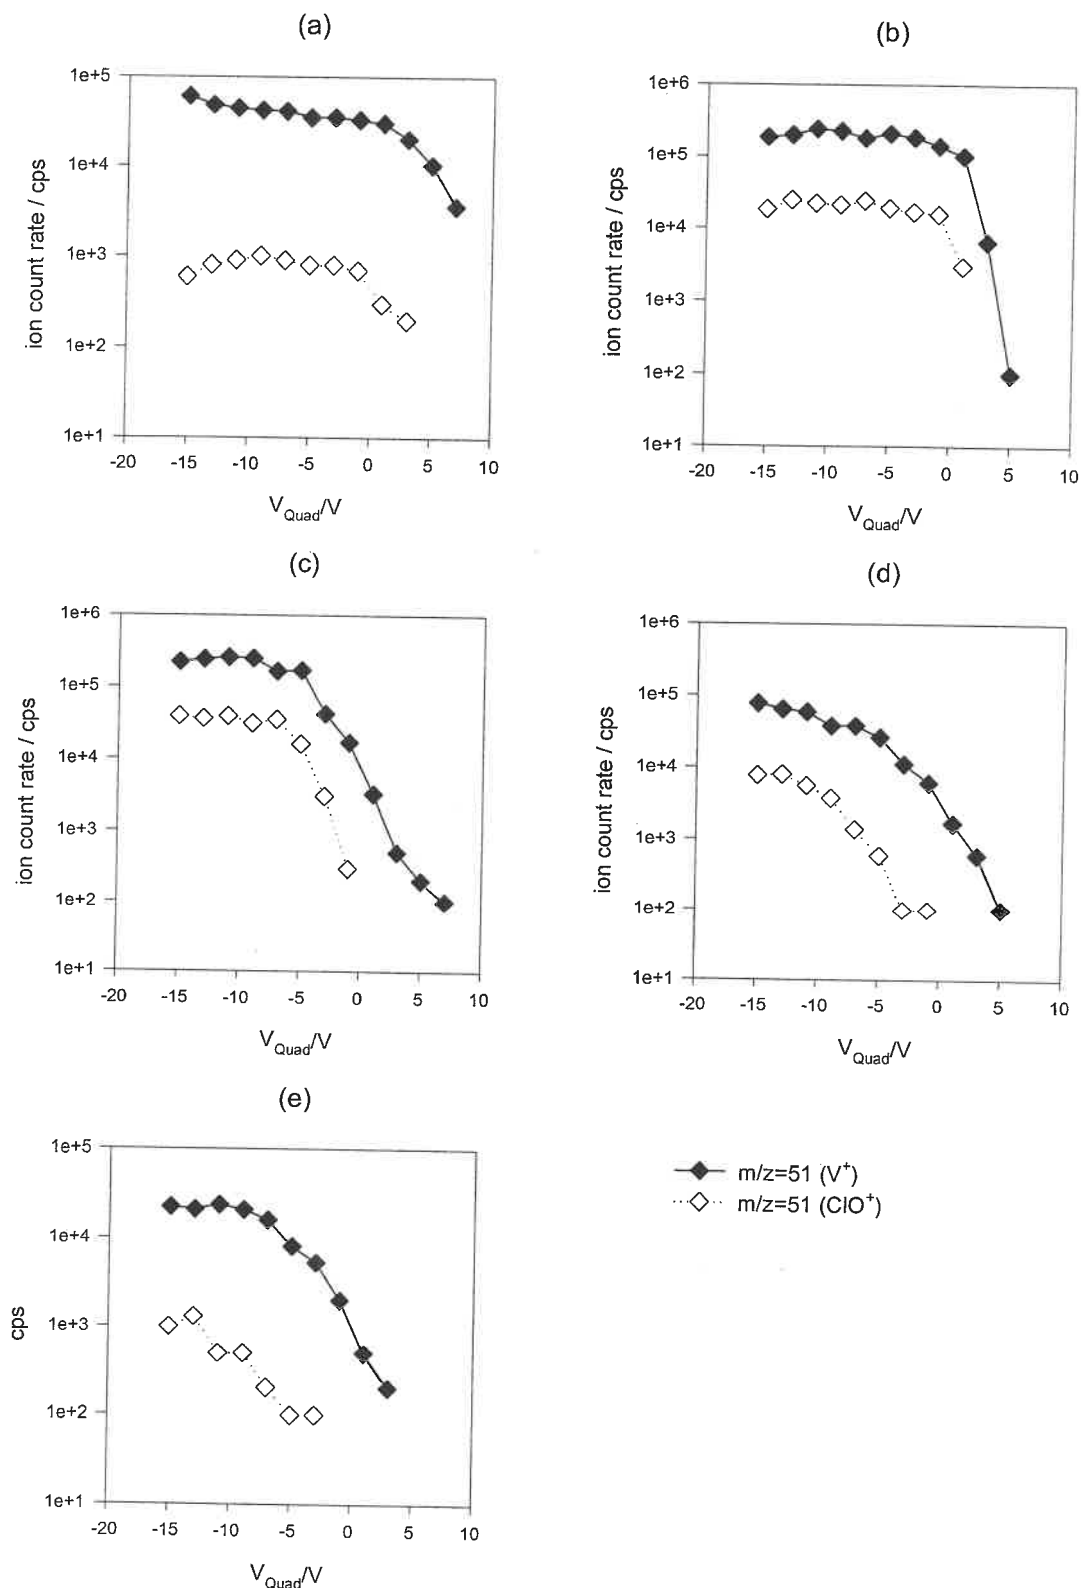 (a)
1e+5
1e+4
1e+3
1e+2
1e+1
ion count rate / cps
-20 -15 -10 -5 0 5 10
V_Quad/V
(b)
1e+6
1e+5
1e+4
1e+3
1e+2
1e+1
ion count rate / cps
-20 -15 -10 -5 0 5 10
V_Quad/V
(c)
1e+6
1e+5
1e+4
1e+3
1e+2
1e+1
ion count rate / cps
-20 -15 -10 -5 0 5 10
V_Quad/V
(d)
1e+6
1e+5
1e+4
1e+3
1e+2
1e+1
ion count rate / cps
-20 -15 -10 -5 0 5 10
V_Quad/V
(e)
1e+5
1e+4
1e+3
1e+2
1e+1
cps
-20 -15 -10 -5 0 5 10
V_Quad/V
m/z=51 (V⁺)
m/z=51 (ClO⁺)